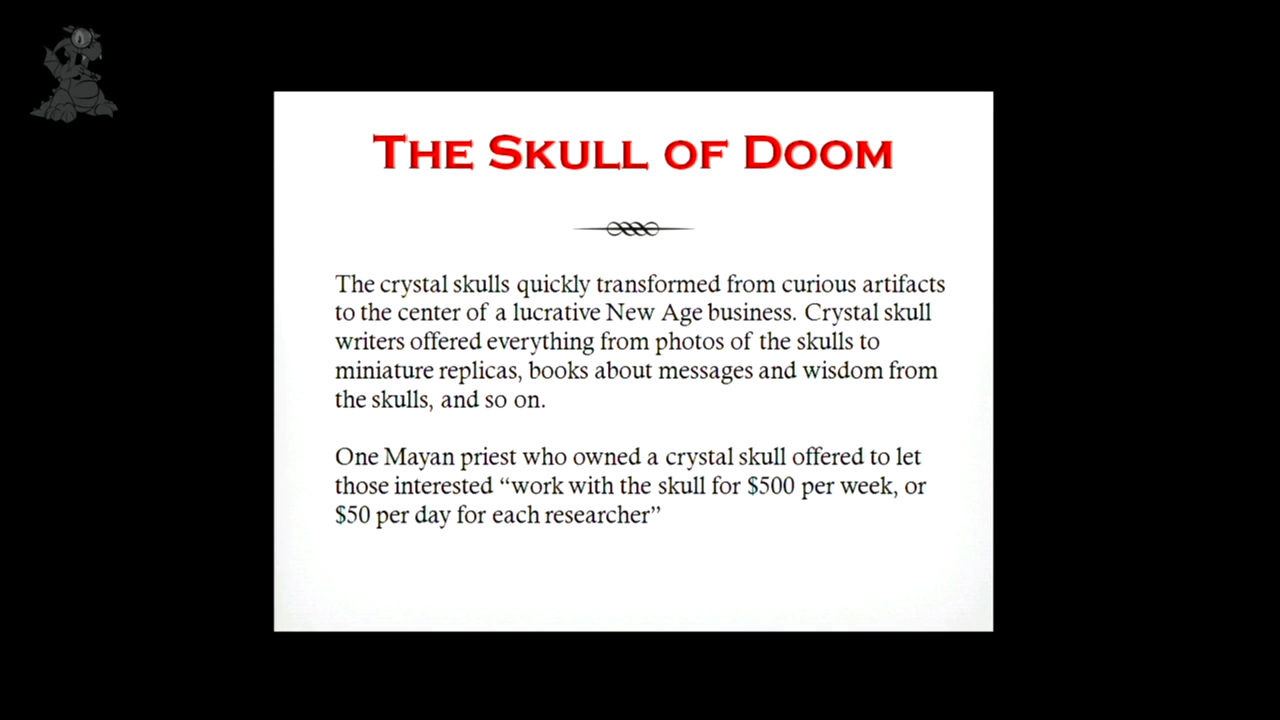 The Skull of Doom
The crystal skulls quickly transformed from curious artifacts
to the center of a lucrative New Age business. Crystal skull
writers offered everything from photos of the skulls to
miniature replicas, books about messages and wisdom from
the skulls, and so on.
One Mayan priest who owned a crystal skull offered to let
those interested “work with the skull for $500 per week, or
$50 per day for each researcher”